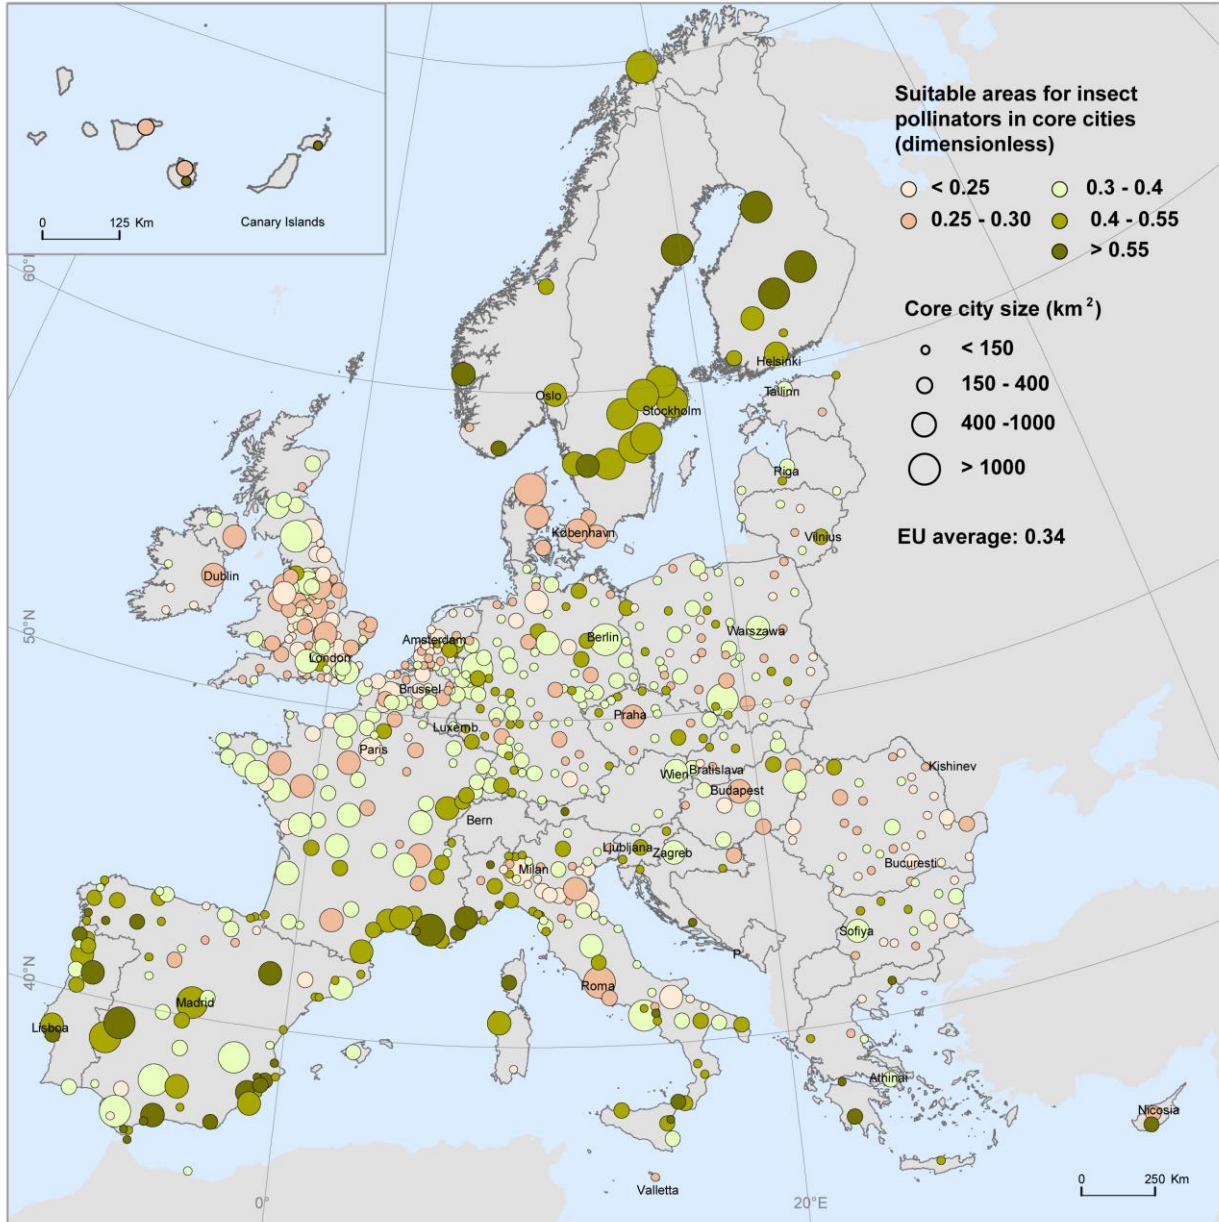 Suitable areas for insect
pollinators in core cities
(dimensionless)
< 0.25
0.3 - 0.4
0.25 - 0.30
0.4 - 0.55
> 0.55
Core city size (km²)
< 150
150 - 400
400 -1000
> 1000
EU average: 0.34
0
125 Km
Canary Islands
60°N
50°N
40°N
0°
20°E
Oslo
Helsinki
Stockholm
Tallinn
Riga
Vilnius
København
Dublin
London
Amsterdam
Brussel
Berlin
Warszawa
Luxemb.
Praha
Paris
Wien
Bratislava
Budapest
Kishinev
Bern
Ljubljana
Zagreb
Milan
Bucuresti
Sofiya
P
Roma
Madrid
Lisboa
Athinai
Nicosia
Valletta
0
250 Km